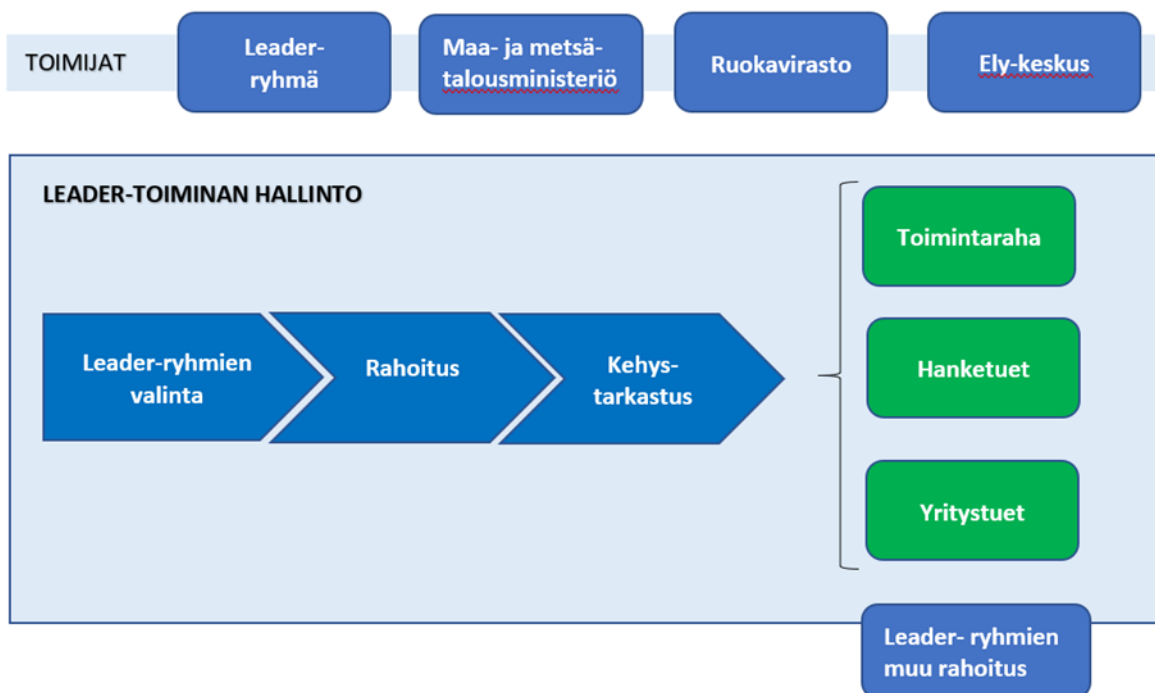 TOIMIJAT
Leader-
ryhmä
Maa- ja metsä-
talousministeriö
Ruokavirasto
Ely-keskus
LEADER-TOIMINAN HALLINTO
Leader-ryhmien
valinta
Rahoitus
Kehys-
tarkastus
Toimintaraha
Hanketuet
Yritystuet
Leader- ryhmien
muu rahoitus